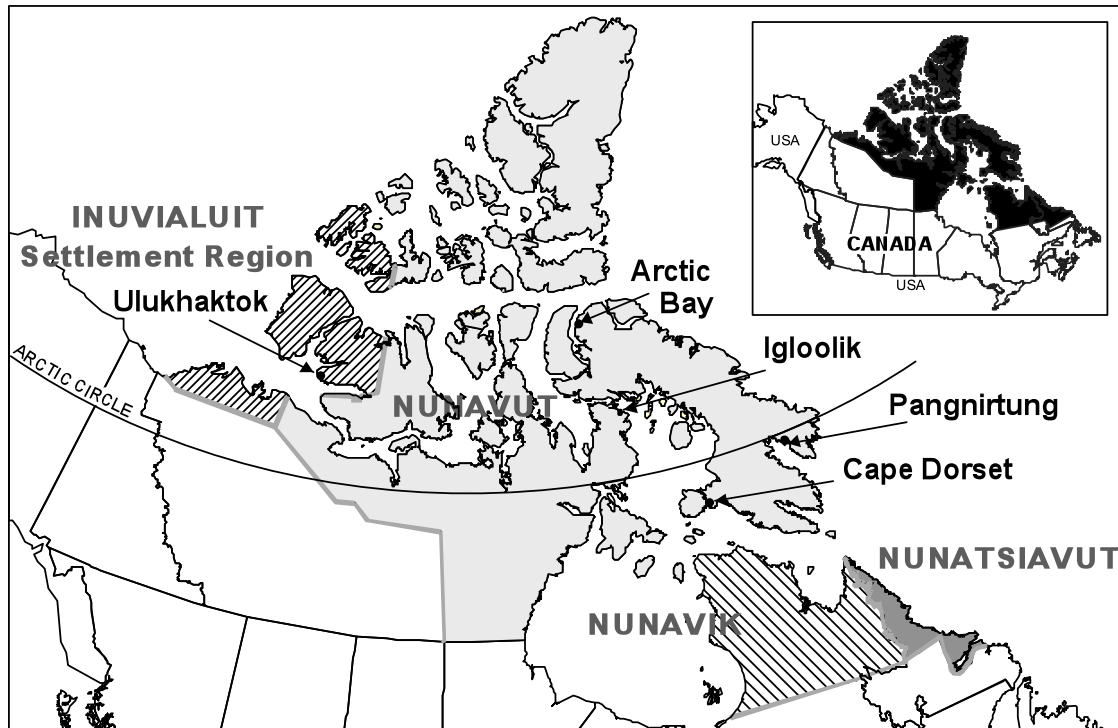 INUVIALUIT
Settlement Region
Ulukhaktok
ARCTIC CIRCLE
NUNAVUT
Arctic
Bay
Igloolik
Pangnirtung
Cape Dorset
NUNATSIAVUT
NUNAVIK
USA
CANADA
USA